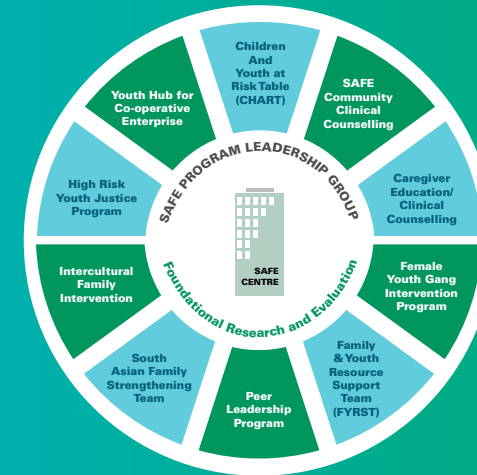 Children
And
Youth at
Risk Table
(CHART)
SAFE
Community
Clinical
Counselling
Caregiver
Education/
Clinical
Counselling
Female
Youth Gang
Intervention
Program
Family
& Youth
Resource
Support
Team
(FYRST)
Peer
Leadership
Program
South
Asian Family
Strengthening
Team
Intercultural
Family
Intervention
High Risk
Youth Justice
Program
Youth Hub for
Co-operative
Enterprise
SAFE PROGRAM LEADERSHIP GROUP
SAFE
CENTRE
Foundational Research and Evaluation